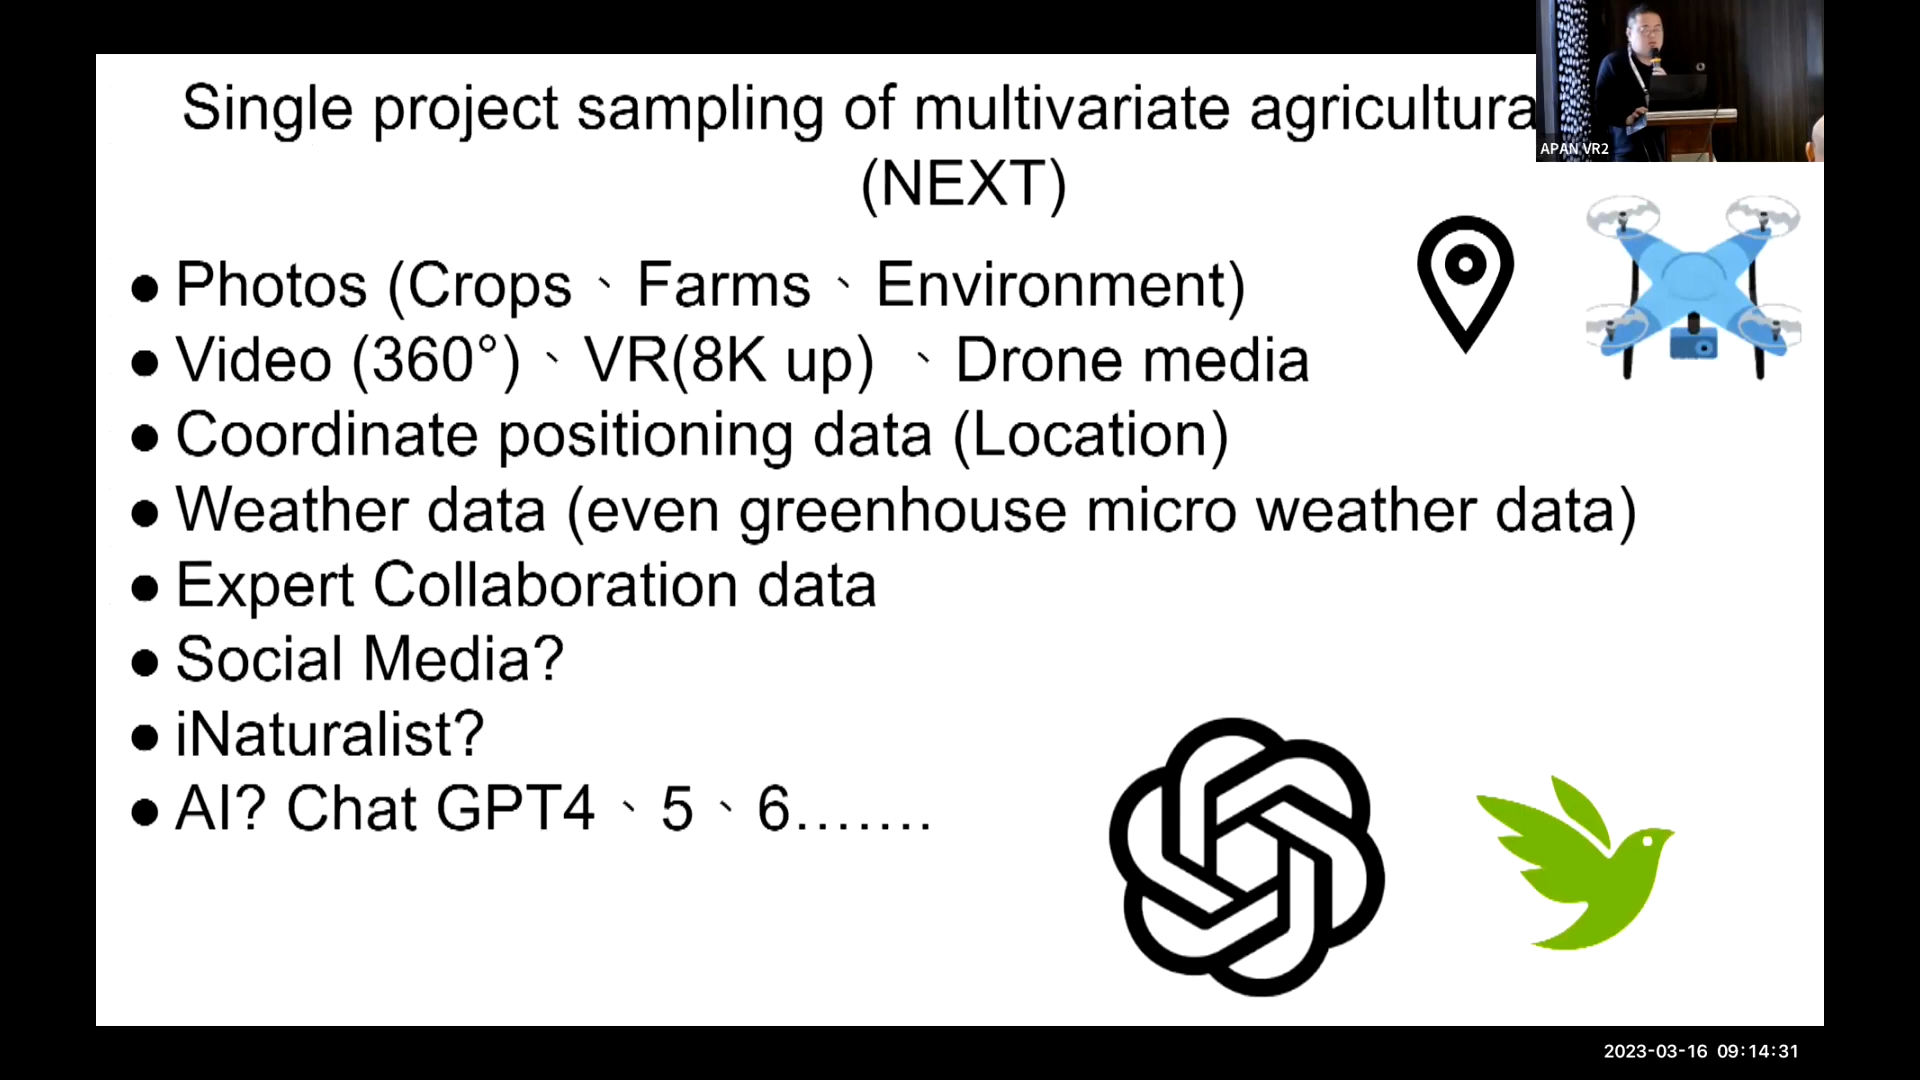 Single project sampling of multivariate agricultura
(NEXT)
● Photos (Crops、Farms、Environment)
● Video (360°)、VR(8K up) 、Drone media
● Coordinate positioning data (Location)
● Weather data (even greenhouse micro weather data)
● Expert Collaboration data
● Social Media?
● iNaturalist?
● AI? Chat GPT4、5、6.......
APAN VR2
2023-03-16 09:14:31